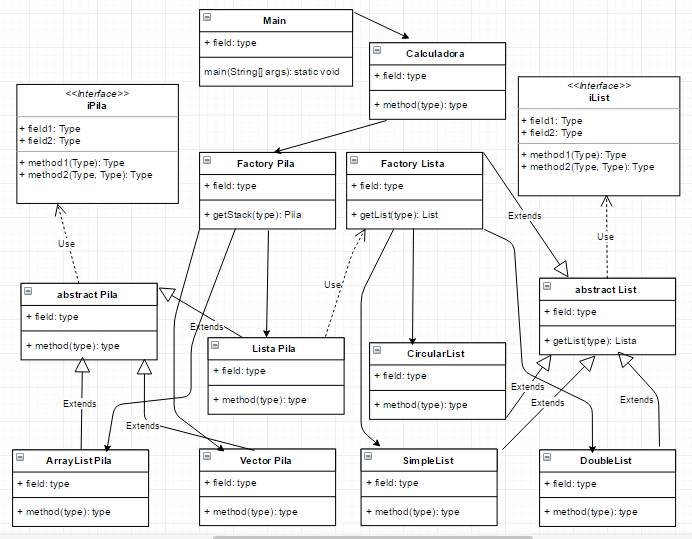 Main
+ field: type
main(String[] args): static void
Calculadora
+ field: type
+ method(type): type
<<Interface>>
iPila
+ field1: Type
+ field2: Type
+ method1(Type): Type
+ method2(Type, Type): Type
<<Interface>>
iList
+ field1: Type
+ field2: Type
+ method1(Type): Type
+ method2(Type, Type): Type
Factory Pila
+ field: type
+ getStack(type): Pila
Factory Lista
+ field: type
+ getList(type): List
Extends
Use
Use
Use
abstract Pila
+ field: type
+ method(type): type
abstract List
+ field: type
+ getList(type): Lista
Extends
Lista Pila
+ field: type
+ method(type): type
CircularList
+ field: type
+ method(type): type
Extends
Extends
Extends
Extends
Extends
ArrayList Pila
+ field: type
+ method(type): type
Vector Pila
+ field: type
+ method(type): type
SimpleList
+ field: type
+ method(type): type
DoubleList
+ field: type
+ method(type): type